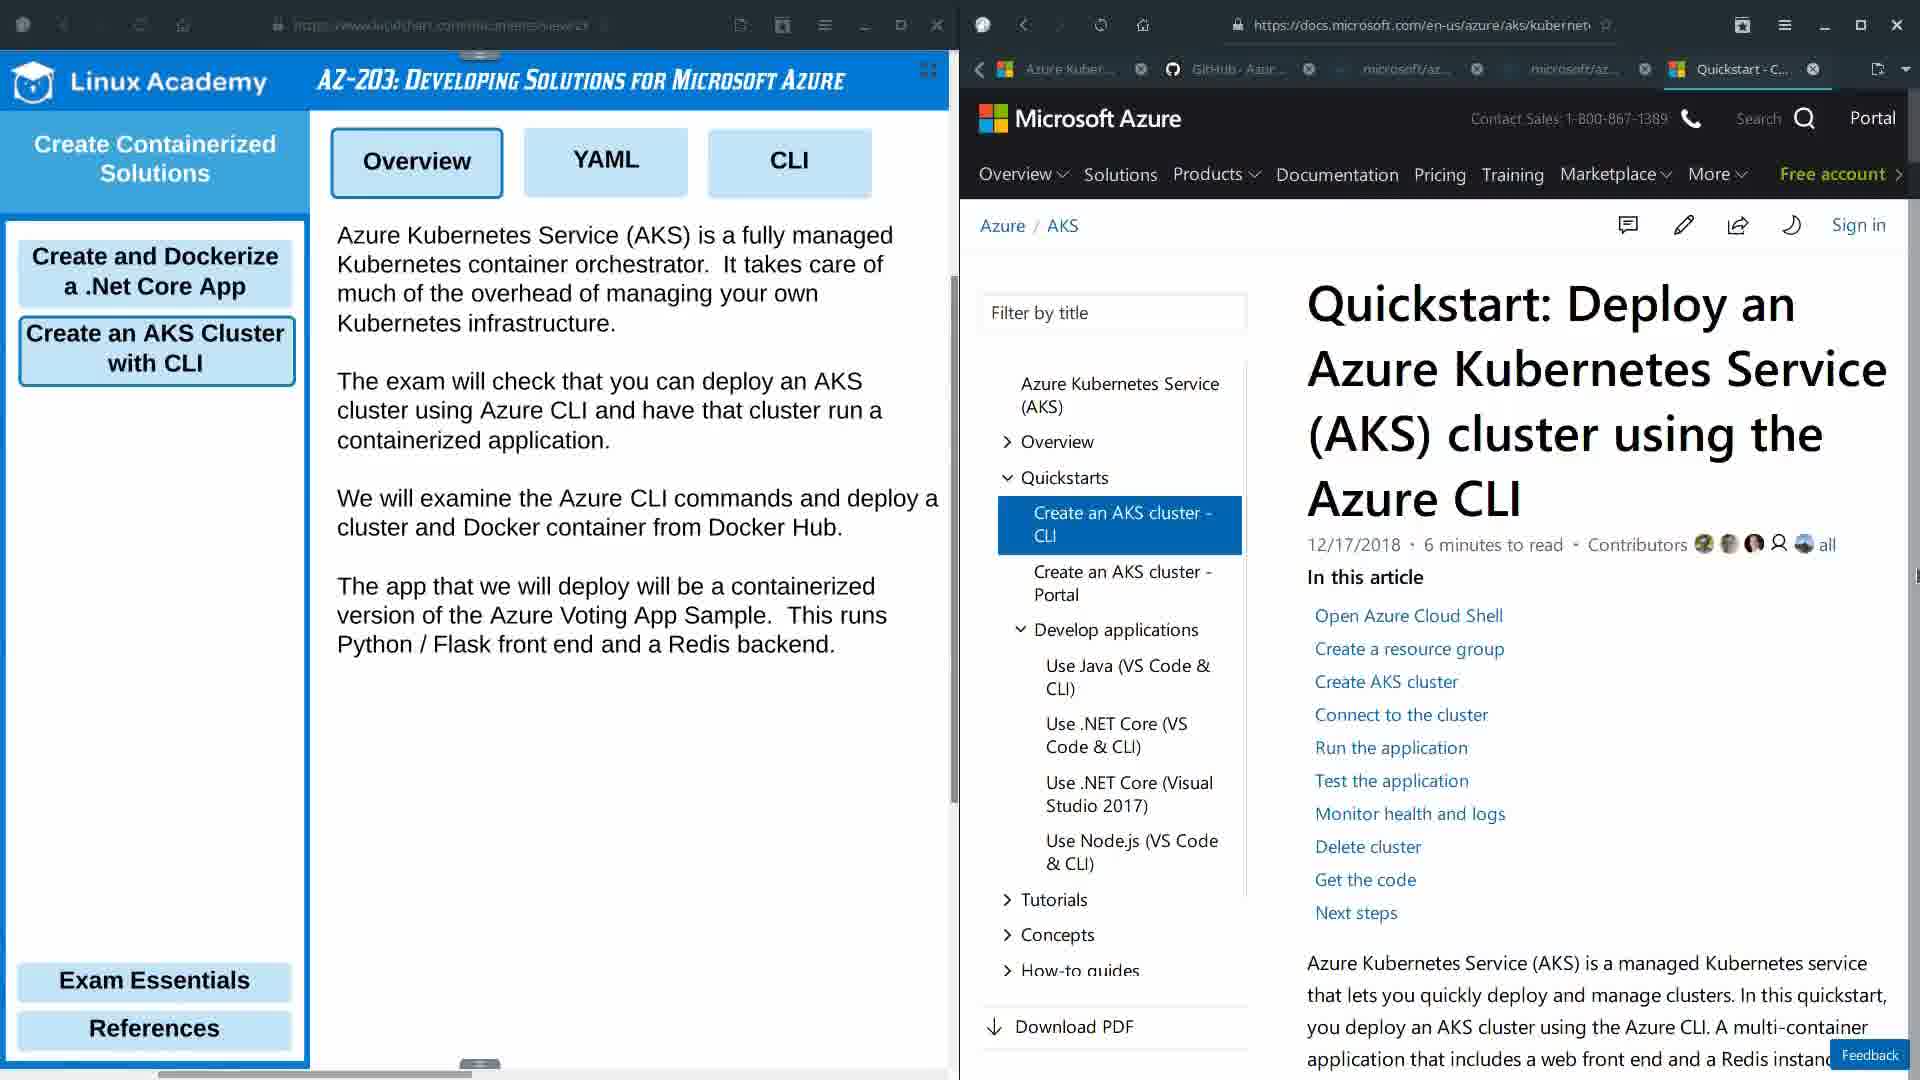 https://www.lucidchart.com/documents/view/2f
Linux Academy
AZ-203: Developing Solutions for Microsoft Azure
Create Containerized
Solutions
Create and Dockerize
a .Net Core App
Create an AKS Cluster
with CLI
Exam Essentials
References
Overview
YAML
CLI
Azure Kubernetes Service (AKS) is a fully managed
Kubernetes container orchestrator.  It takes care of
much of the overhead of managing your own
Kubernetes infrastructure.
The exam will check that you can deploy an AKS
cluster using Azure CLI and have that cluster run a
containerized application.
We will examine the Azure CLI commands and deploy a
cluster and Docker container from Docker Hub.
The app that we will deploy will be a containerized
version of the Azure Voting App Sample.  This runs
Python / Flask front end and a Redis backend.
https://docs.microsoft.com/en-us/azure/aks/kubernet
Azure Kuber...
GitHub - Azur...
microsoft/az...
microsoft/az...
Quickstart - C...
Microsoft Azure
Contact Sales: 1-800-867-1389
Search
Portal
Overview
Solutions
Products
Documentation
Pricing
Training
Marketplace
More
Free account
Azure / AKS
Sign in
Filter by title
Azure Kubernetes Service
(AKS)
Overview
Quickstarts
Create an AKS cluster -
CLI
Create an AKS cluster -
Portal
Develop applications
Use Java (VS Code &
CLI)
Use .NET Core (VS
Code & CLI)
Use .NET Core (Visual
Studio 2017)
Use Node.js (VS Code
& CLI)
Tutorials
Concepts
How-to guides
Download PDF
Quickstart: Deploy an
Azure Kubernetes Service
(AKS) cluster using the
Azure CLI
12/17/2018 • 6 minutes to read • Contributors all
In this article
Open Azure Cloud Shell
Create a resource group
Create AKS cluster
Connect to the cluster
Run the application
Test the application
Monitor health and logs
Delete cluster
Get the code
Next steps
Azure Kubernetes Service (AKS) is a managed Kubernetes service
that lets you quickly deploy and manage clusters. In this quickstart,
you deploy an AKS cluster using the Azure CLI. A multi-container
application that includes a web front end and a Redis instanc
Feedback